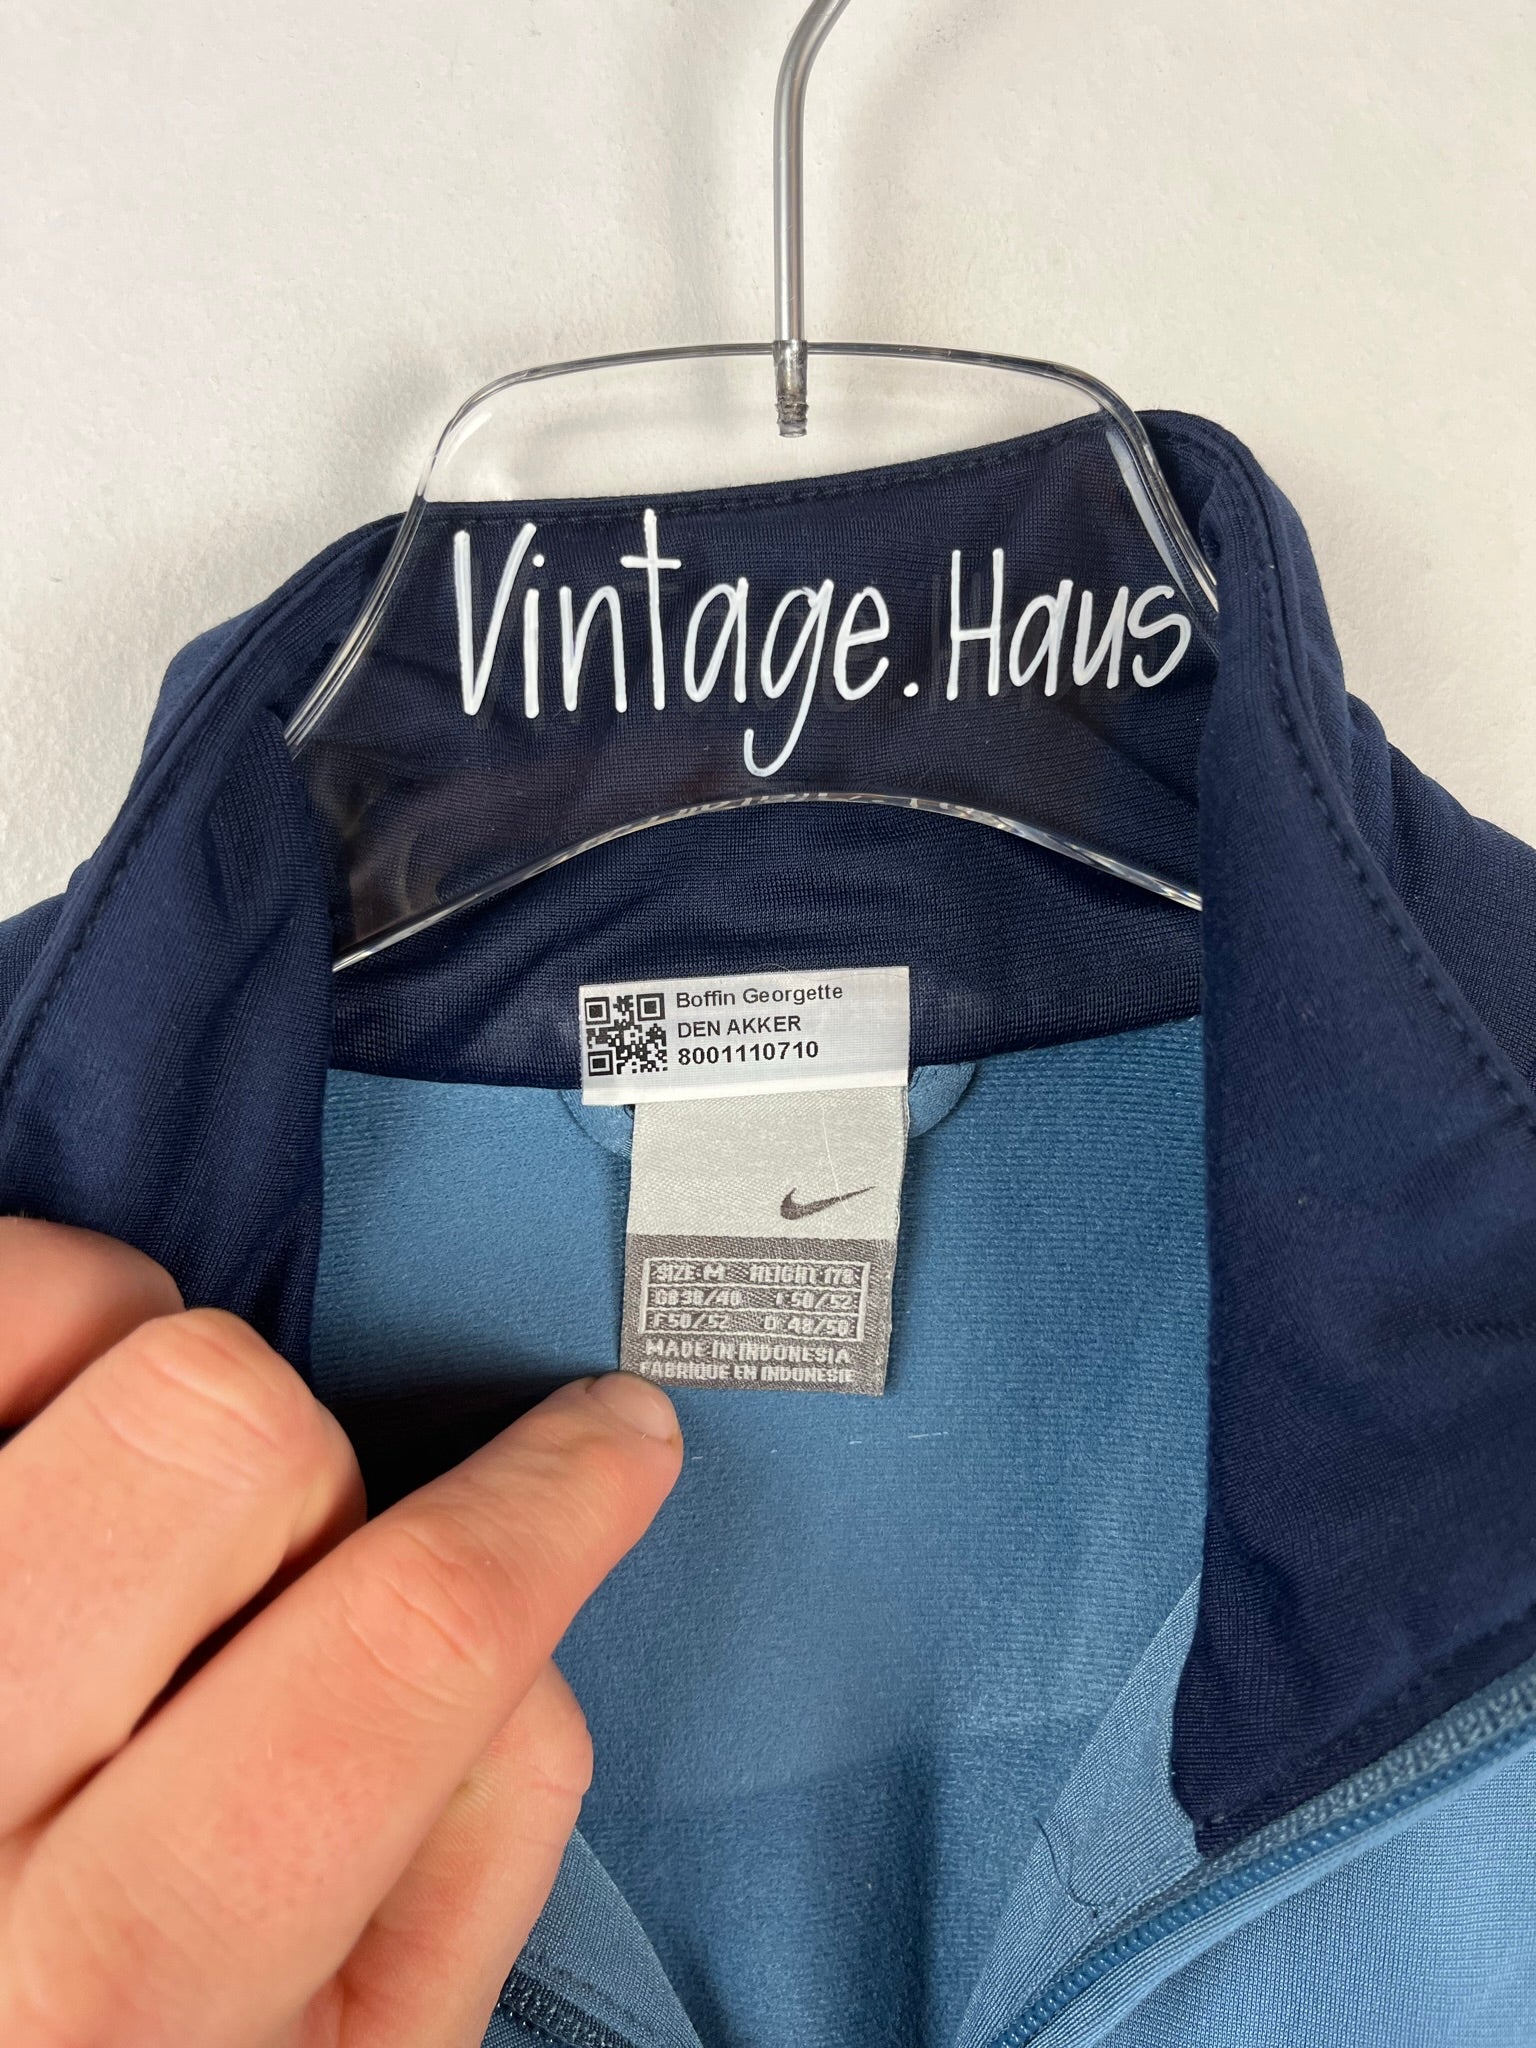 Vintage.Haus
Boffin Georgette
DEN AKKER
8001110710
SIZE M HEIGHT 178
GB 38/40 I 50/52
F 50/52 D 48/50
MADE IN INDONESIA
FABRIQUE EN INDONESIE